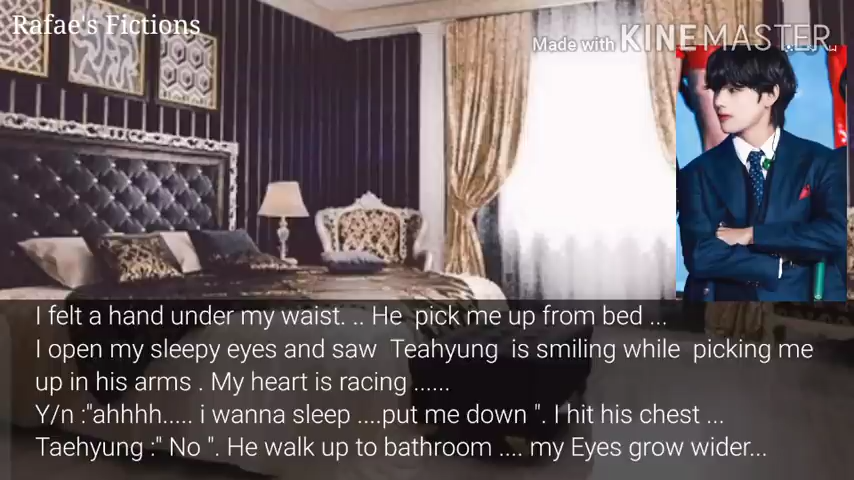 Rafae's Fictions
Made with KINEMASTER
I felt a hand under my waist. .. He pick me up from bed ...
I open my sleepy eyes and saw Teahyung is smiling while picking me
up in his arms . My heart is racing ......
Y/n :"ahhhh..... i wanna sleep ....put me down ". I hit his chest ...
Taehyung :" No ". He walk up to bathroom .... my Eyes grow wider...